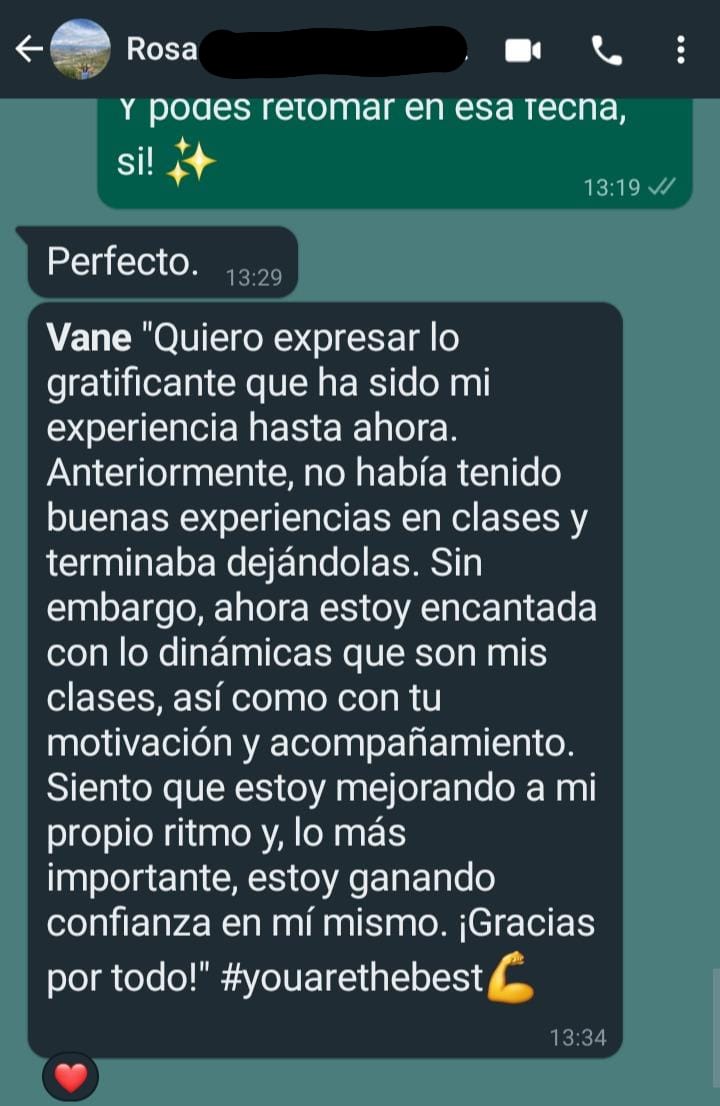 Rosa
Y podes retomar en esa fecha,
si! ✨
13:19
Perfecto.
13:29
Vane "Quiero expresar lo
gratificante que ha sido mi
experiencia hasta ahora.
Anteriormente, no había tenido
buenas experiencias en clases y
terminaba dejándolas. Sin
embargo, ahora estoy encantada
con lo dinámicas que son mis
clases, así como con tu
motivación y acompañamiento.
Siento que estoy mejorando a mi
propio ritmo y, lo más
importante, estoy ganando
confianza en mí mismo. ¡Gracias
por todo!" #youarethebest💪
13:34